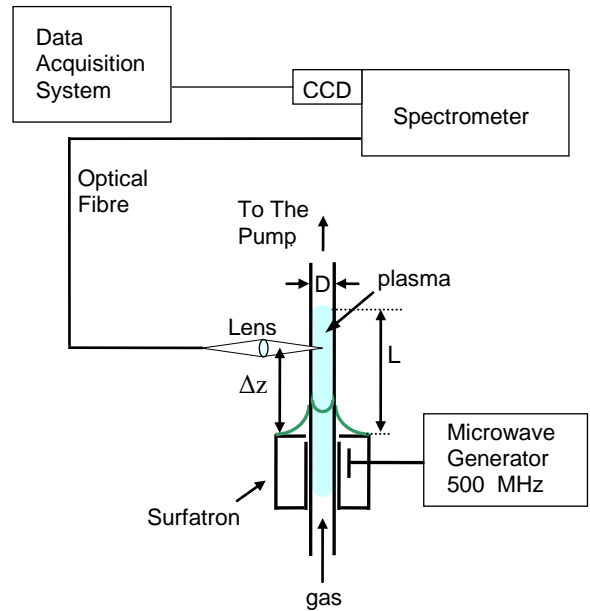 Data
Acquisition
System
CCD
Spectrometer
Optical
Fibre
To The
Pump
D
plasma
Lens
L
Δz
Microwave
Generator
500 MHz
Surfatron
gas